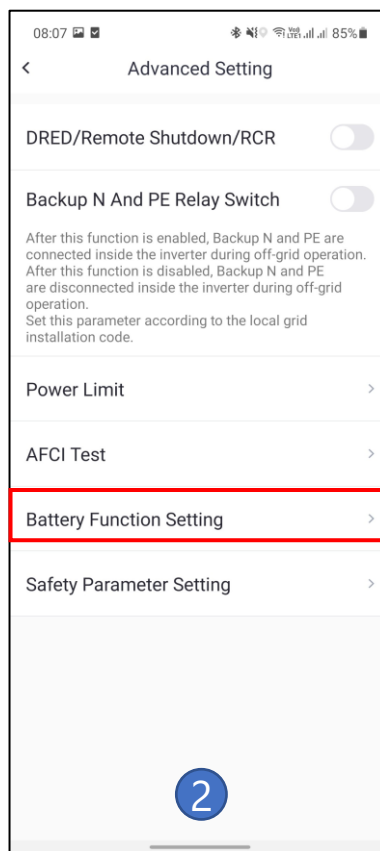 08:07 85%
Advanced Setting
DRED/Remote Shutdown/RCR
Backup N And PE Relay Switch
After this function is enabled, Backup N and PE are
connected inside the inverter during off-grid operation.
After this function is disabled, Backup N and PE
are disconnected inside the inverter during off-grid
operation.
Set this parameter according to the local grid
installation code.
Power Limit
AFCI Test
Battery Function Setting
Safety Parameter Setting
2